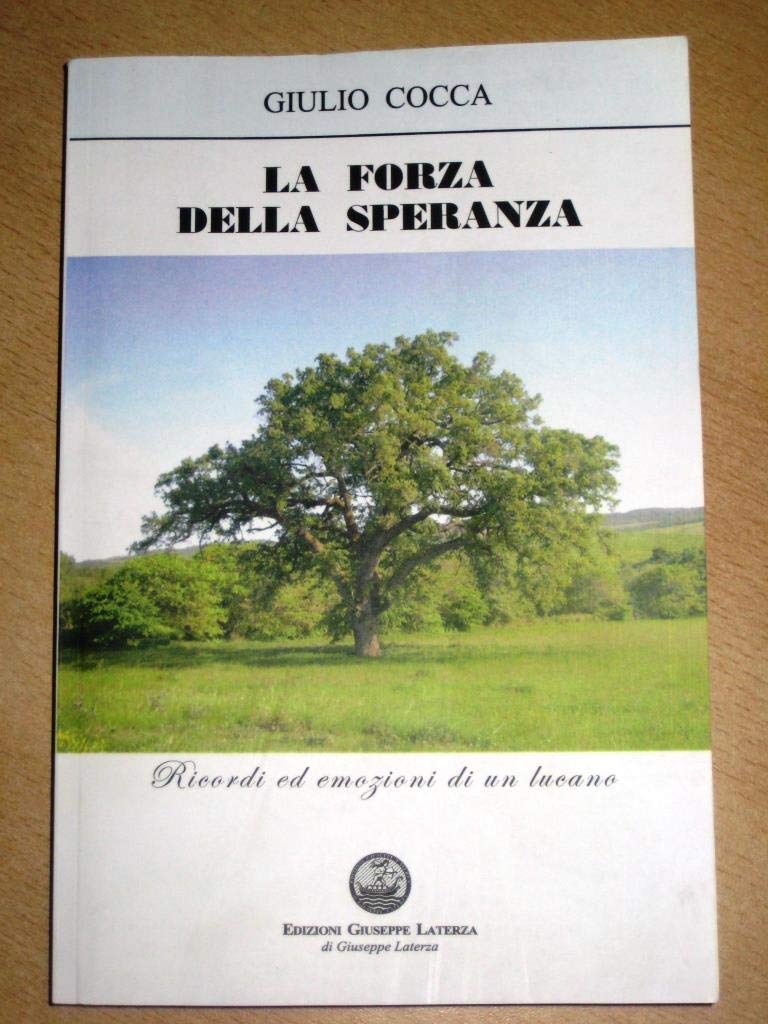 GIULIO COCCA
LA FORZA
DELLA SPERANZA
Ricordi ed emozioni di un lucano
EDIZIONI GIUSEPPE LATERZA
di Giuseppe Laterza